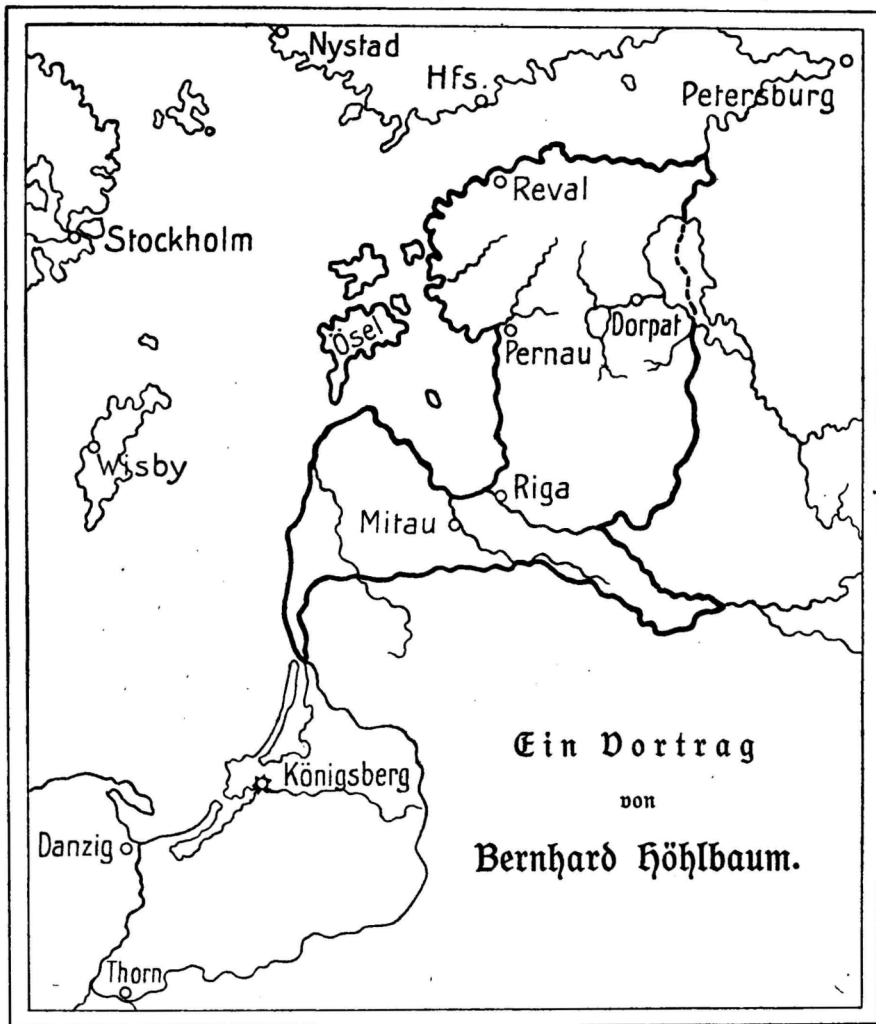 Nystad
Hfs.
Petersburg
Reval
Stockholm
Ösel
Dorpat
Pernau
Wisby
Riga
Mitau
Ein Vortrag
von
Königsberg
Danzig
Bernhard Höhlbaum.
Thorn